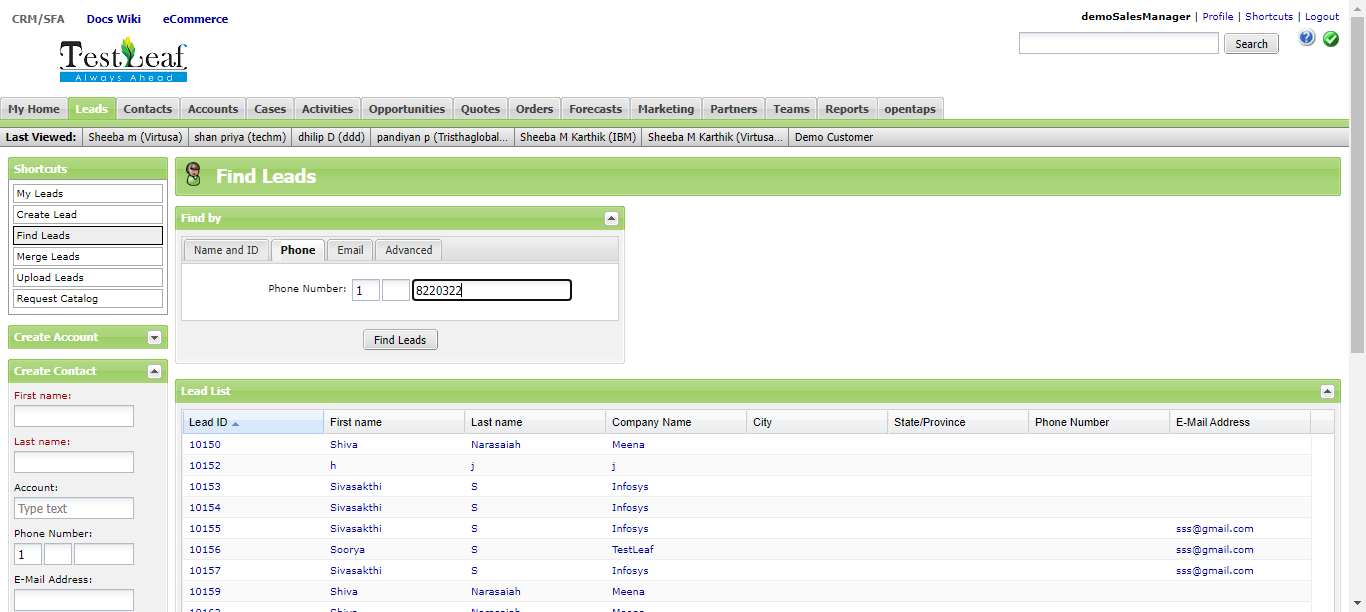 CRM/SFA Docs Wiki eCommerce
demoSalesManager | Profile | Shortcuts | Logout
TestLeaf
Always Ahead
Search
My Home Leads Contacts Accounts Cases Activities Opportunities Quotes Orders Forecasts Marketing Partners Teams Reports opentaps
Last Viewed: Sheeba m (Virtusa) shan priya (techm) dhilip D (ddd) pandiyan p (Tristhaglobal... Sheeba M Karthik (IBM) Sheeba M Karthik (Virtusa... Demo Customer
Shortcuts
My Leads
Create Lead
Find Leads
Merge Leads
Upload Leads
Request Catalog
Create Account
Create Contact
First name:
Last name:
Account:
Type text
Phone Number:
1
E-Mail Address:
Find Leads
Find by
Name and ID Phone Email Advanced
Phone Number: 1 8220322
Find Leads
Lead List
Lead ID First name Last name Company Name City State/Province Phone Number E-Mail Address
10150 Shiva Narasaiah Meena
10152 h j j
10153 Sivasakthi S Infosys
10154 Sivasakthi S Infosys
10155 Sivasakthi S Infosys sss@gmail.com
10156 Soorya S TestLeaf sss@gmail.com
10157 Sivasakthi S Infosys sss@gmail.com
10159 Shiva Narasaiah Meena
10162 Shiva Narasaiah Meena